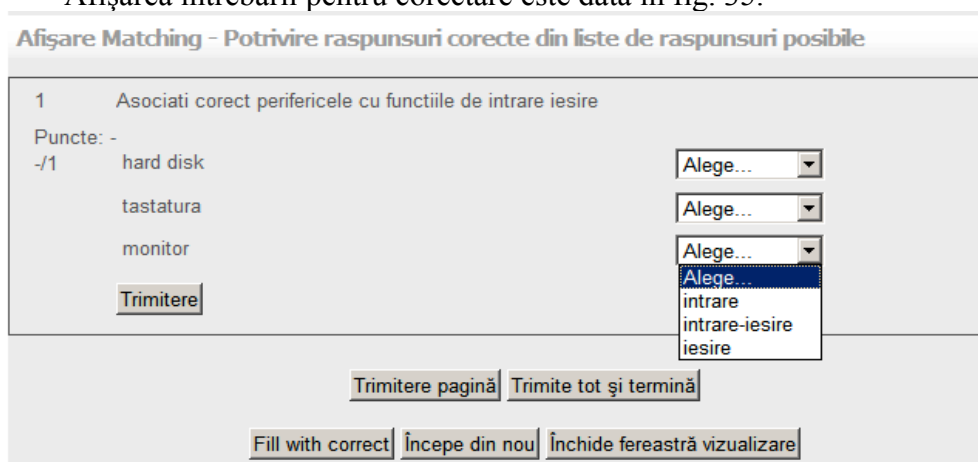 Afișarea întrebării pentru corectare este dată în fig. 35.
Afişare Matching - Potrivire raspunsuri corecte din liste de raspunsuri posibile
1 Asociati corect perifericele cu functiile de intrare iesire
Puncte: -
-/1 hard disk Alege...
tastatura Alege...
monitor Alege...
Alege...
Trimitere intrare
intrare-iesire
iesire
Trimitere pagină Trimite tot şi termină
Fill with correct Începe din nou Închide fereastră vizualizare